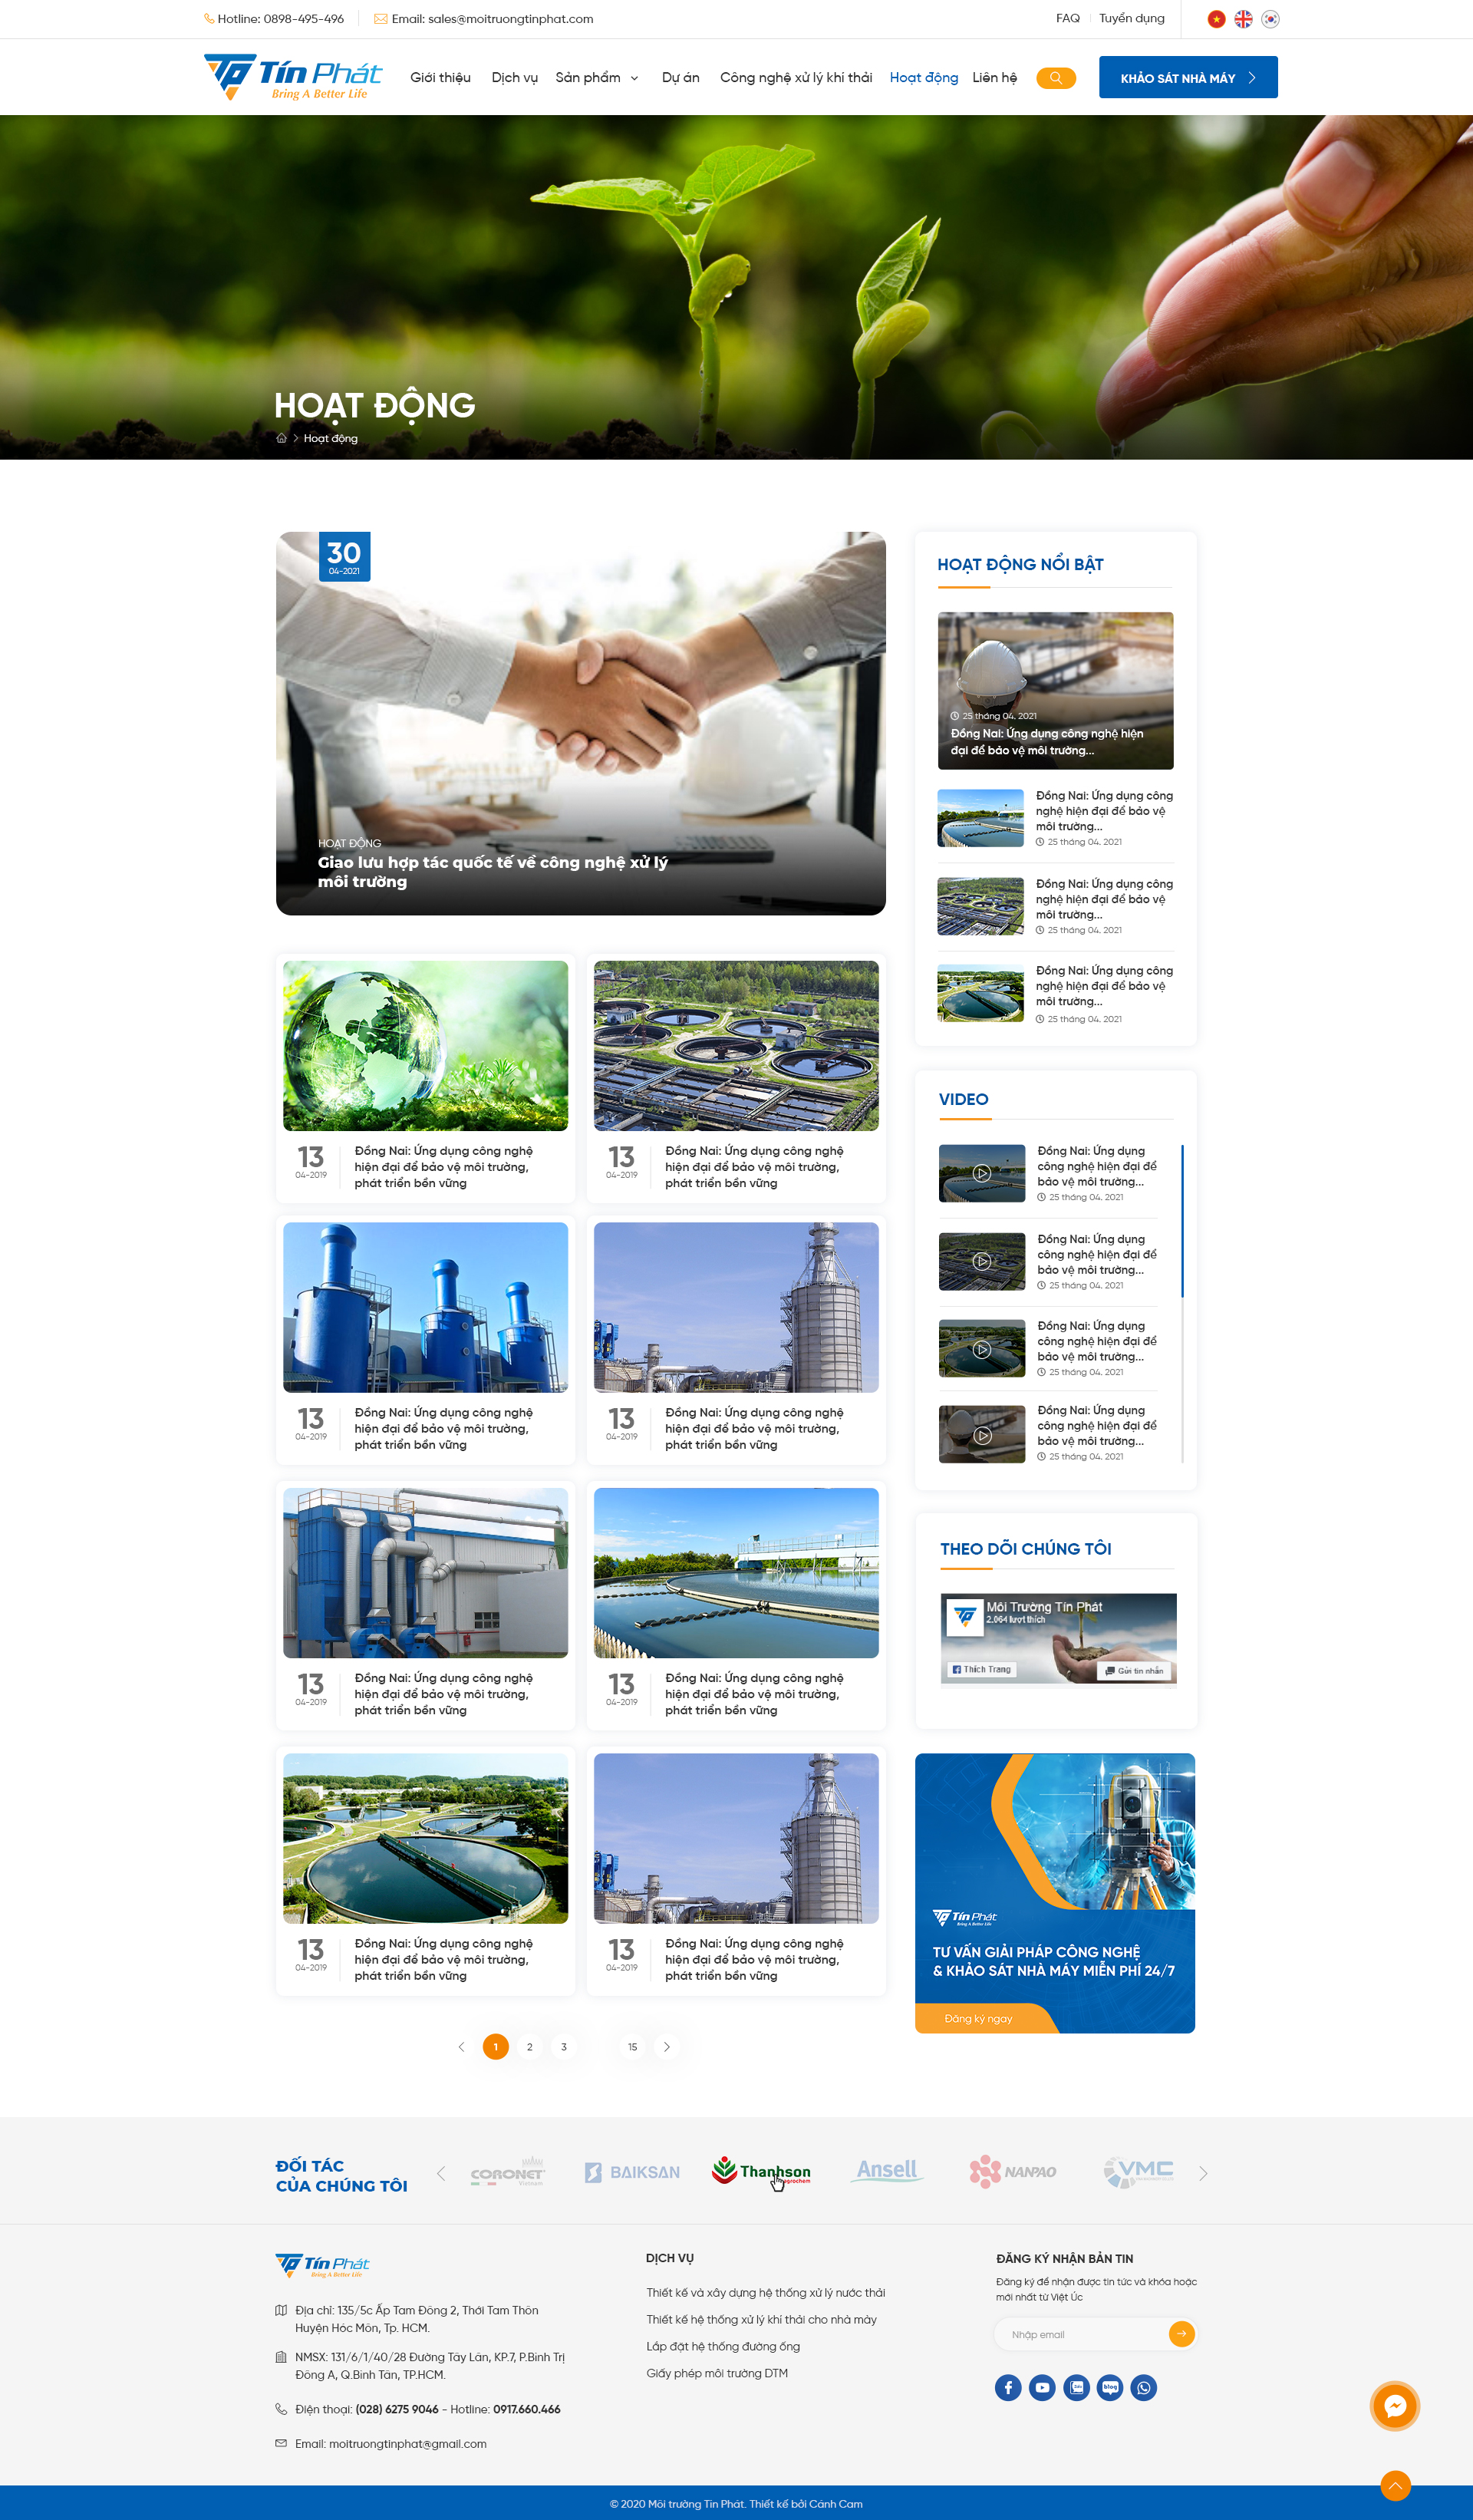 Hotline: 0898-495-496
Email: sales@moitruongtinphat.com
FAQ
Tuyển dụng
Tín Phát
Bring A Better Life
Giới thiệu
Dịch vụ
Sản phẩm
Dự án
Công nghệ xử lý khí thải
Hoạt động
Liên hệ
KHẢO SÁT NHÀ MÁY
HOẠT ĐỘNG
Hoạt động
30
04-2021
HOẠT ĐỘNG
Giao lưu hợp tác quốc tế về công nghệ xử lý
môi trường
13
04-2019
Đồng Nai: Ứng dụng công nghệ
hiện đại để bảo vệ môi trường,
phát triển bền vững
13
04-2019
Đồng Nai: Ứng dụng công nghệ
hiện đại để bảo vệ môi trường,
phát triển bền vững
13
04-2019
Đồng Nai: Ứng dụng công nghệ
hiện đại để bảo vệ môi trường,
phát triển bền vững
13
04-2019
Đồng Nai: Ứng dụng công nghệ
hiện đại để bảo vệ môi trường,
phát triển bền vững
13
04-2019
Đồng Nai: Ứng dụng công nghệ
hiện đại để bảo vệ môi trường,
phát triển bền vững
13
04-2019
Đồng Nai: Ứng dụng công nghệ
hiện đại để bảo vệ môi trường,
phát triển bền vững
13
04-2019
Đồng Nai: Ứng dụng công nghệ
hiện đại để bảo vệ môi trường,
phát triển bền vững
13
04-2019
Đồng Nai: Ứng dụng công nghệ
hiện đại để bảo vệ môi trường,
phát triển bền vững
1
2
3
15
HOẠT ĐỘNG NỔI BẬT
25 tháng 04. 2021
Đồng Nai: Ứng dụng công nghệ hiện
đại để bảo vệ môi trường...
Đồng Nai: Ứng dụng công
nghệ hiện đại để bảo vệ
môi trường...
25 tháng 04. 2021
Đồng Nai: Ứng dụng công
nghệ hiện đại để bảo vệ
môi trường...
25 tháng 04. 2021
Đồng Nai: Ứng dụng công
nghệ hiện đại để bảo vệ
môi trường...
25 tháng 04. 2021
VIDEO
Đồng Nai: Ứng dụng
công nghệ hiện đại để
bảo vệ môi trường...
25 tháng 04. 2021
Đồng Nai: Ứng dụng
công nghệ hiện đại để
bảo vệ môi trường...
25 tháng 04. 2021
Đồng Nai: Ứng dụng
công nghệ hiện đại để
bảo vệ môi trường...
25 tháng 04. 2021
Đồng Nai: Ứng dụng
công nghệ hiện đại để
bảo vệ môi trường...
25 tháng 04. 2021
THEO DÕI CHÚNG TÔI
Môi Trường Tín Phát
2.064 lượt thích
Thích Trang
Gửi tin nhắn
Tín Phát
Bring A Better Life
TƯ VẤN GIẢI PHÁP CÔNG NGHỆ
& KHẢO SÁT NHÀ MÁY MIỄN PHÍ 24/7
Đăng ký ngay
ĐỐI TÁC
CỦA CHÚNG TÔI
CORONET
Vietnam
BAIKSAN
Thanhson
agrochem
Ansell
NANPAO
VMC
Tín Phát
Bring A Better Life
Địa chỉ: 135/5c Ấp Tam Đông 2, Thới Tam Thôn
Huyện Hóc Môn, Tp. HCM.
NMSX: 131/6/1/40/28 Đường Tây Lân, KP.7, P.Bình Trị
Đông A, Q.Bình Tân, TP.HCM.
Điện thoại: (028) 6275 9046 - Hotline: 0917.660.466
Email: moitruongtinphat@gmail.com
DỊCH VỤ
Thiết kế và xây dựng hệ thống xử lý nước thải
Thiết kế hệ thống xử lý khí thải cho nhà máy
Lắp đặt hệ thống đường ống
Giấy phép môi trường DTM
ĐĂNG KÝ NHẬN BẢN TIN
Đăng ký để nhận được tin tức và khóa hoặc
mới nhất từ Việt Úc
Nhập email
Zalo
blog
© 2020 Môi trường Tín Phát. Thiết kế bởi Cánh Cam